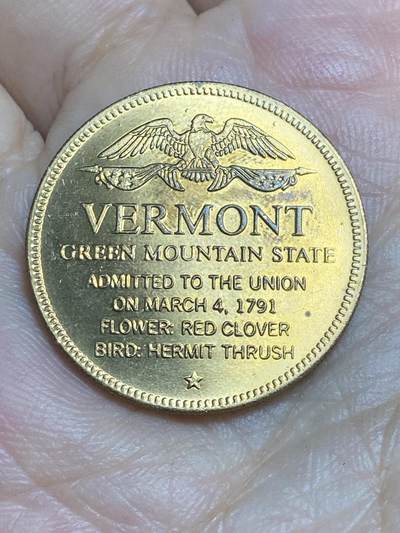 VERMONT
GREEN MOUNTAIN STATE
ADMITTED TO THE UNION
ON MARCH 4, 1791
FLOWER: RED CLOVER
BIRD: HERMIT THRUSH